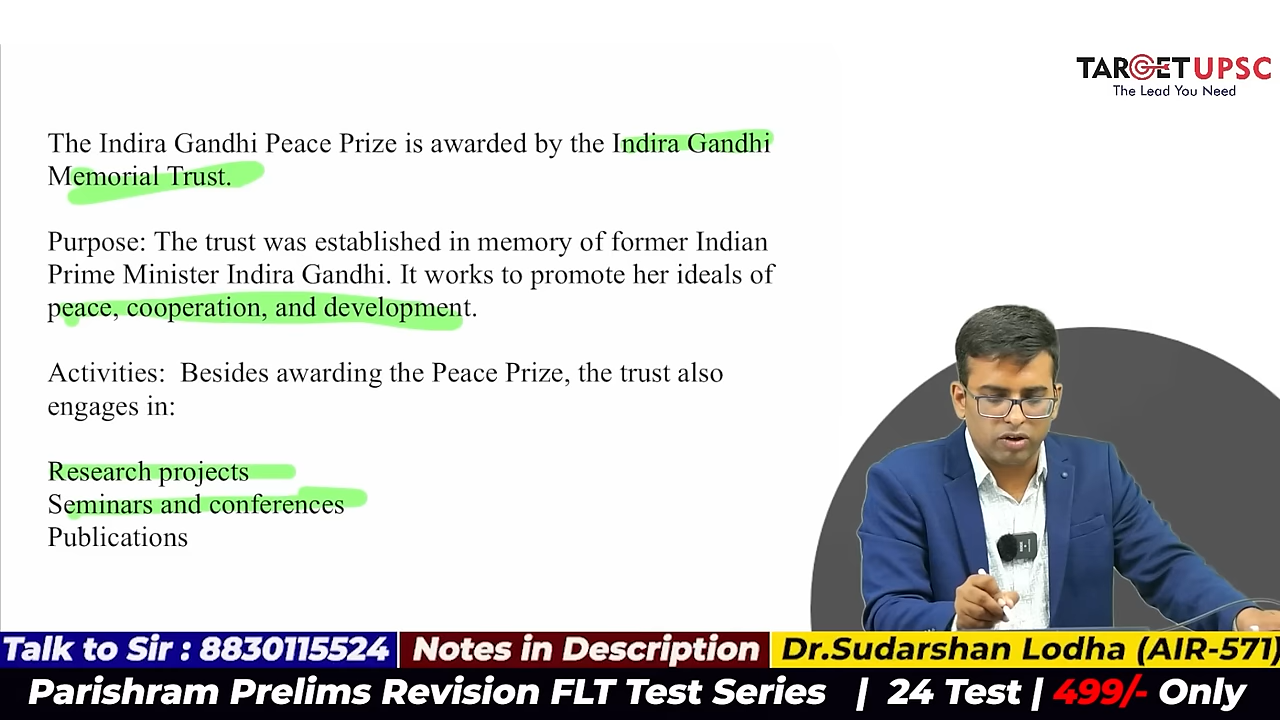 TARGET UPSC
The Lead You Need
The Indira Gandhi Peace Prize is awarded by the Indira Gandhi
Memorial Trust.
Purpose: The trust was established in memory of former Indian
Prime Minister Indira Gandhi. It works to promote her ideals of
peace, cooperation, and development.
Activities:  Besides awarding the Peace Prize, the trust also
engages in:
Research projects
Seminars and conferences
Publications
Talk to Sir : 8830115524
Notes in Description
Dr.Sudarshan Lodha (AIR-571)
Parishram Prelims Revision FLT Test Series | 24 Test | 499/- Only